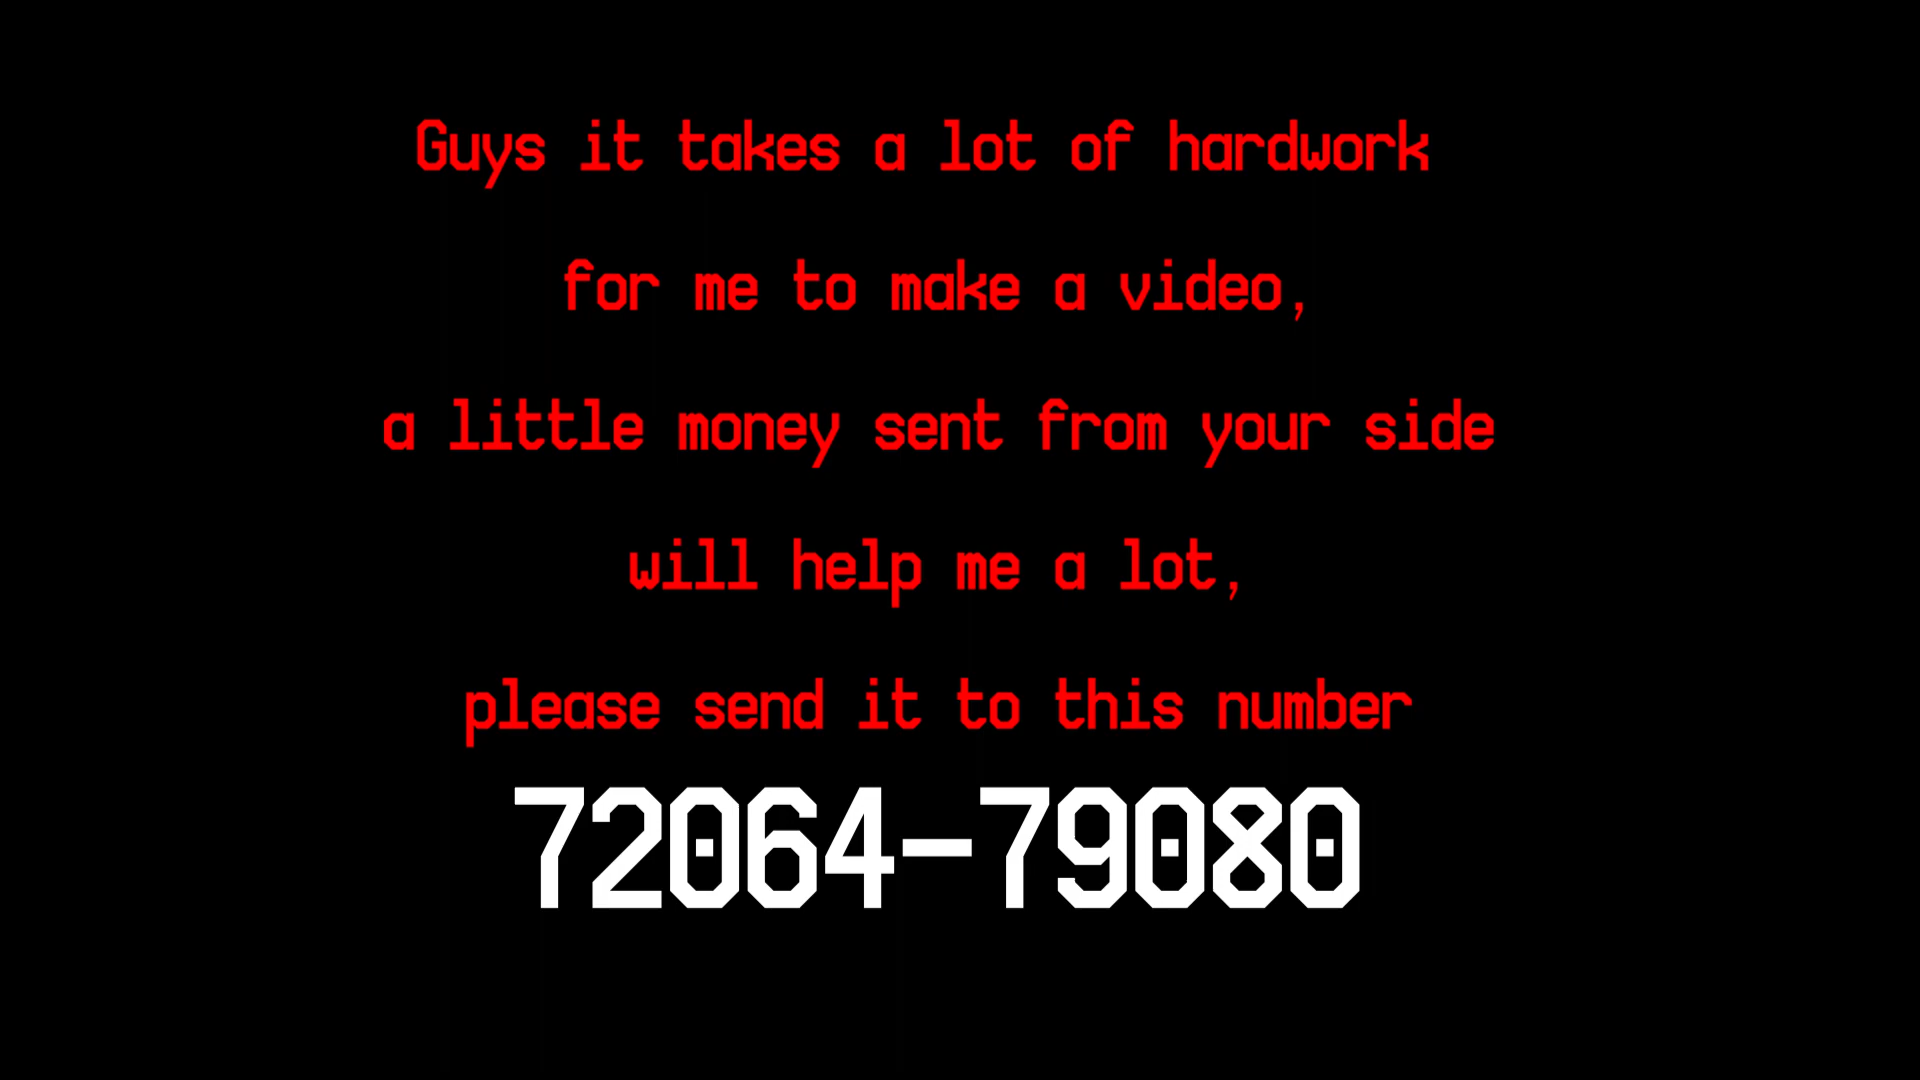 Guys it takes a lot of hardwork
for me to make a video,
a little money sent from your side
will help me a lot,
please send it to this number
72064-79080